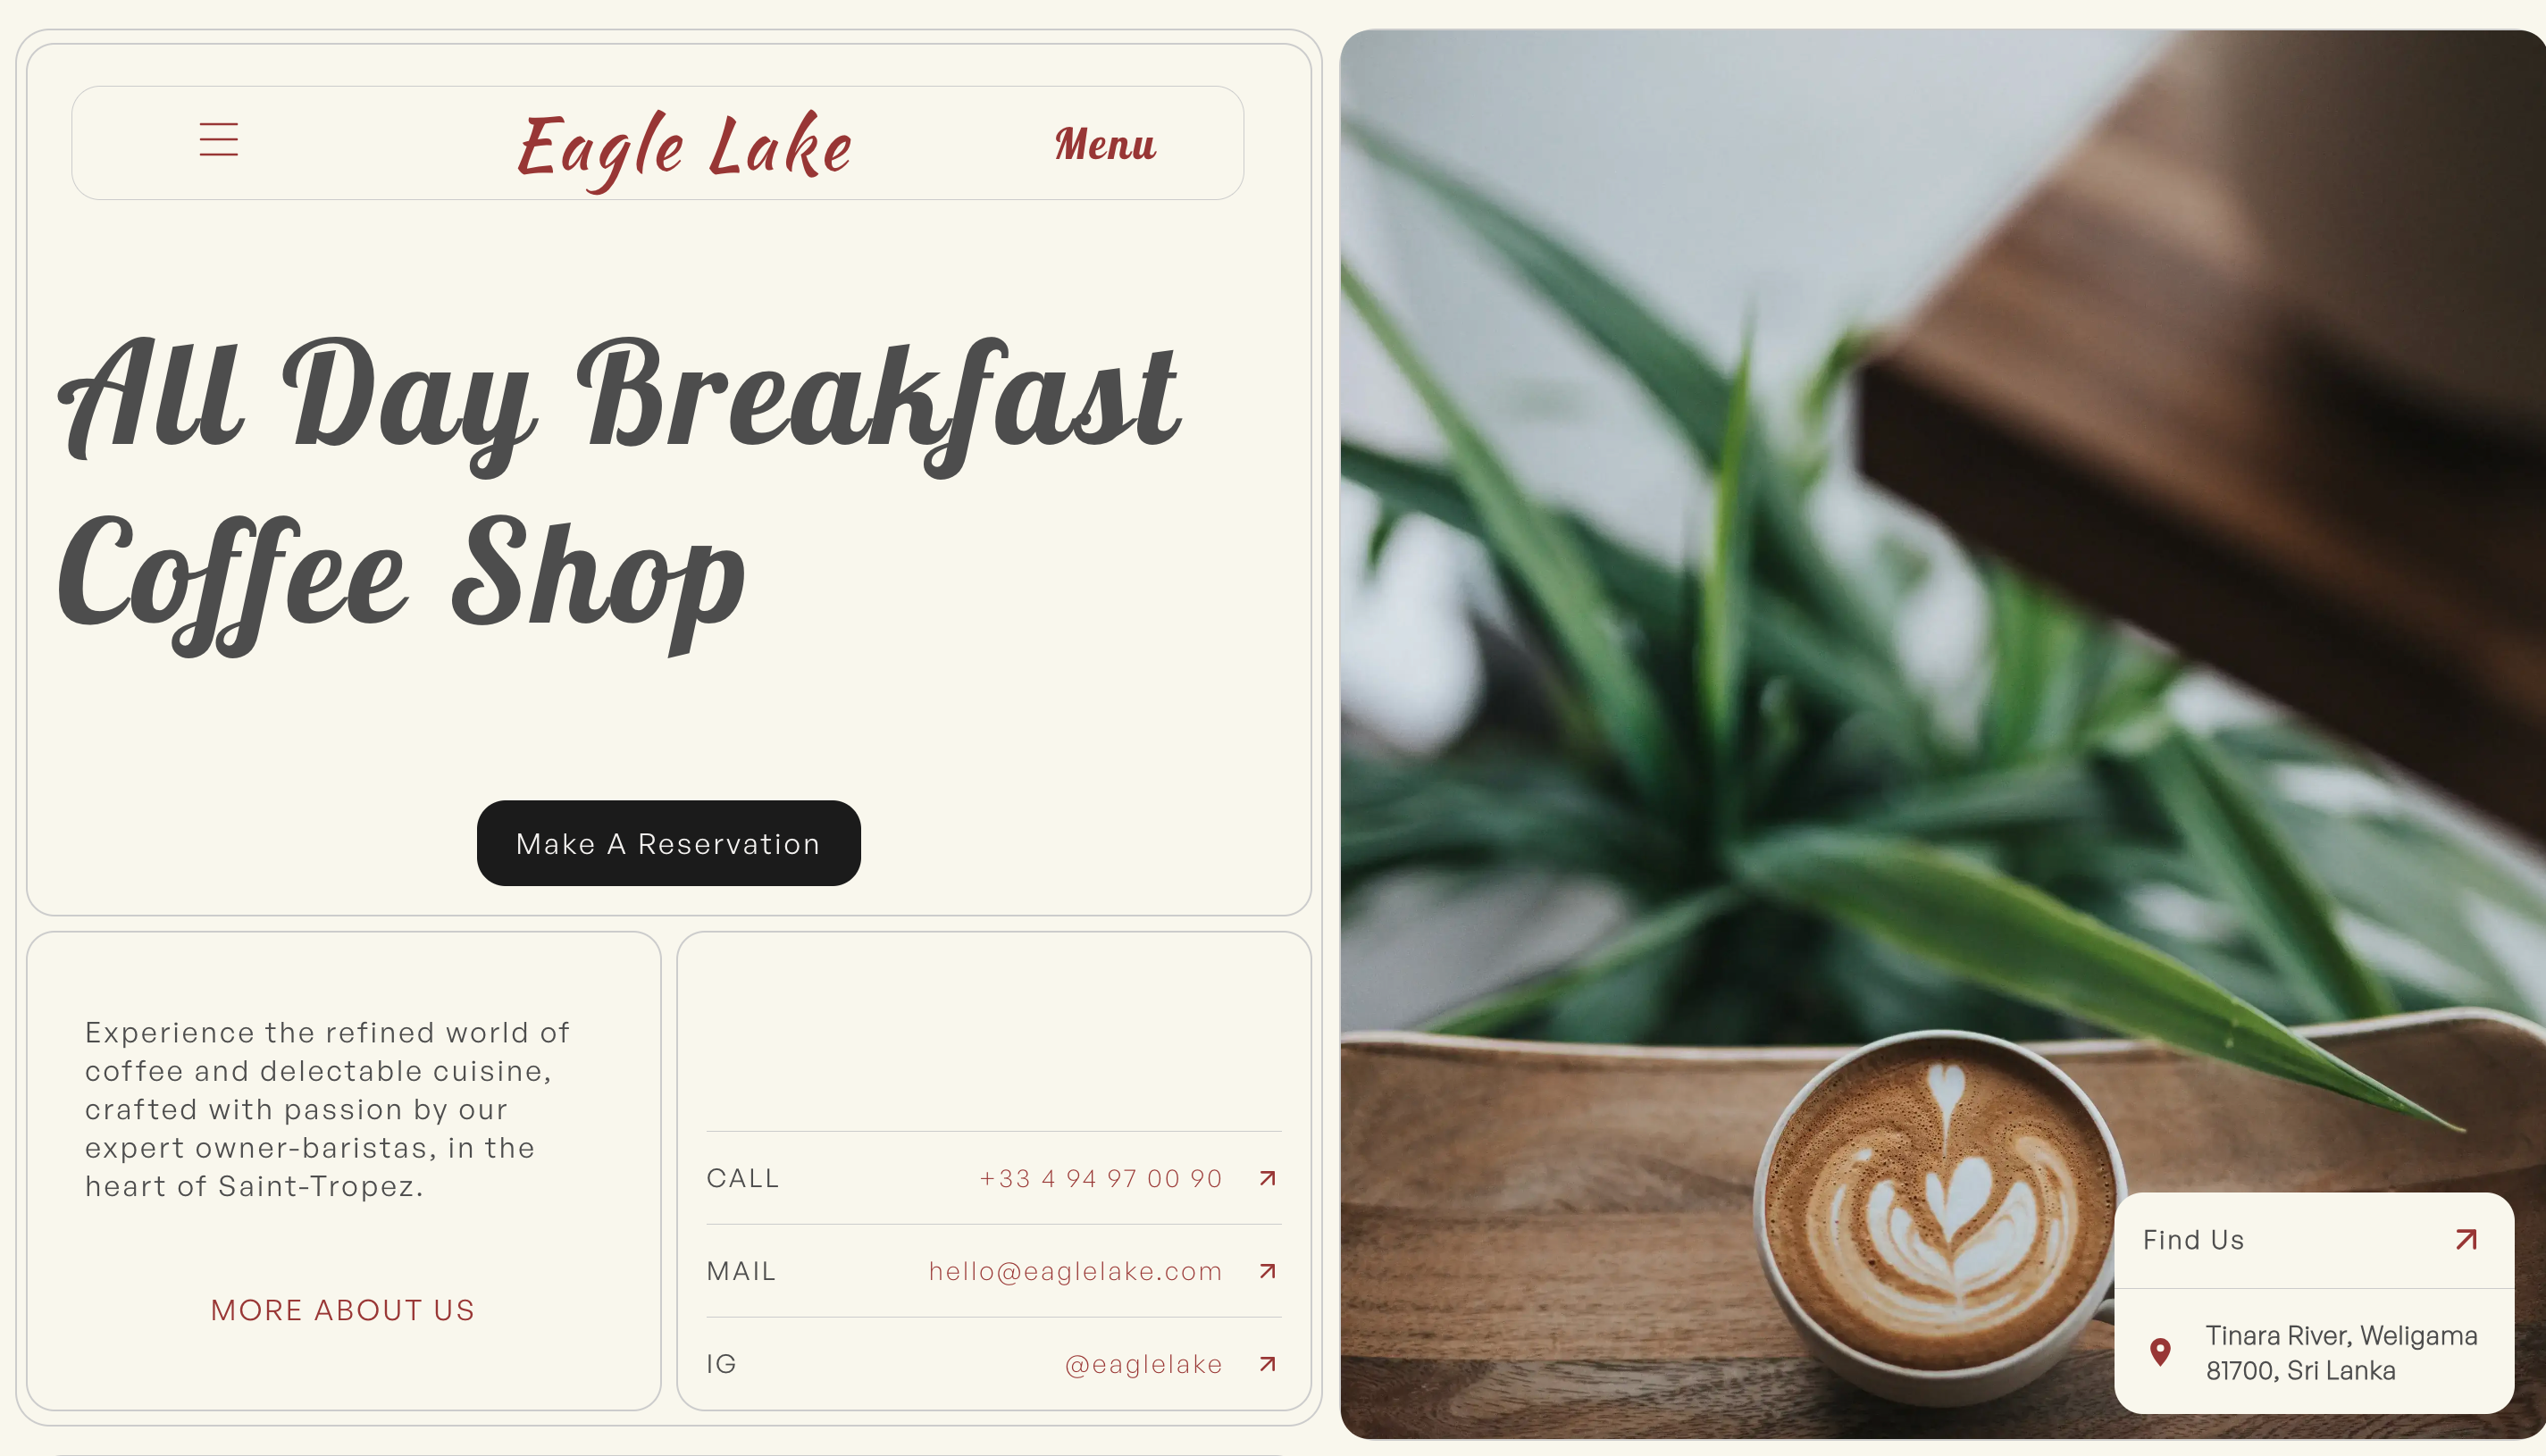 Eagle Lake
Menu
All Day Breakfast
Coffee Shop
Make A Reservation
Experience the refined world of
coffee and delectable cuisine,
crafted with passion by our
expert owner-baristas, in the
heart of Saint-Tropez.
MORE ABOUT US
CALL +33 4 94 97 00 90
MAIL hello@eaglelake.com
IG @eaglelake
Find Us
Tinara River, Weligama
81700, Sri Lanka